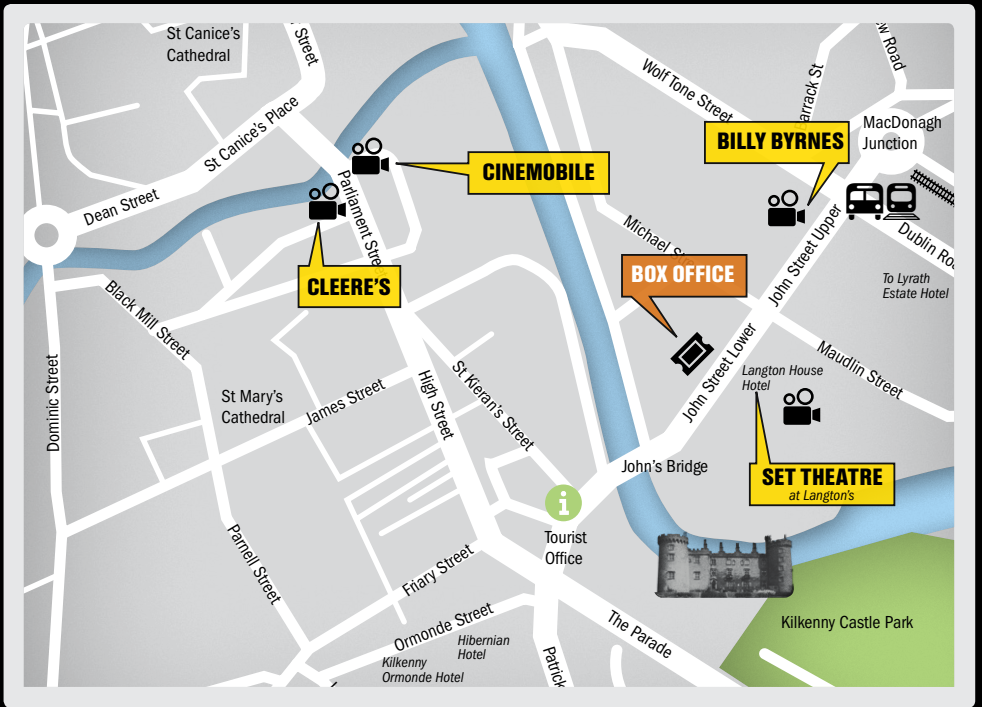 St Canice's
Cathedral
Street
ew Road
Wolf Tone Street
Barrack St
MacDonagh
Junction
St Canice's Place
BILLY BYRNES
CINEMOBILE
Dean Street
Parliament Street
John Street Upper
Dublin Ro
Michael St
BOX OFFICE
To Lyrath
Estate Hotel
CLEERE'S
Black Mill Street
Maudlin Street
John Street Lower
Langton House
Hotel
Dominic Street
St Mary's
Cathedral
James Street
High Street
St Kieran's Street
John's Bridge
SET THEATRE
at Langton's
i
Tourist
Office
Parnell Street
Friary Street
Ormonde Street
Hibernian
Hotel
Kilkenny
Ormonde Hotel
The Parade
Kilkenny Castle Park
Patrick